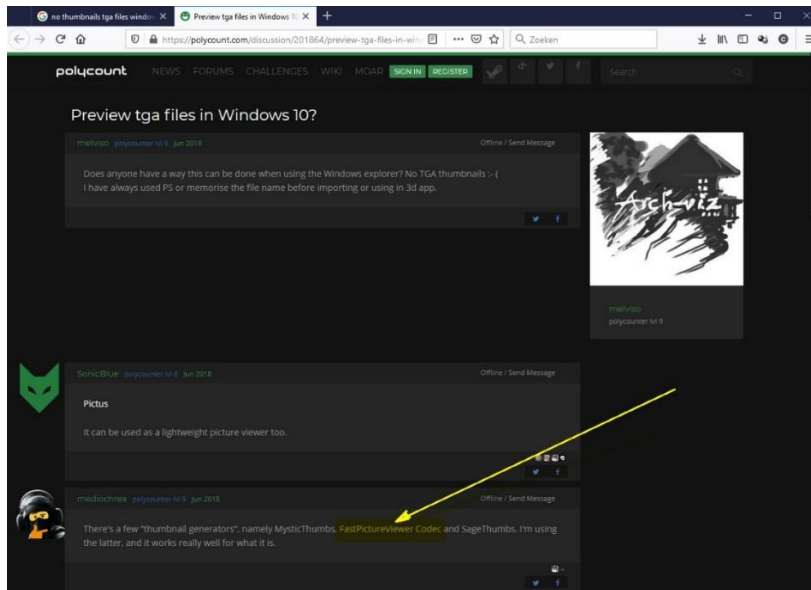 no thumbnails tga files window
Preview tga files in Windows 10
https://polycount.com/discussion/201864/preview-tga-files-in-win
Zoeken
polycount
NEWS FORUMS CHALLENGES WIKI MOAR SIGN IN REGISTER
Search
Preview tga files in Windows 10?
melviso polycounter lvl 9 Jun 2018 Offline / Send Message
Does anyone have a way this can be done when using the Windows explorer? No TGA thumbnails :- (
I have always used PS or memorise the file name before importing or using in 3d app.
Arch-viz
melviso
polycounter lvl 9
SonicBlue polycounter lvl 8 Jun 2018 Offline / Send Message
Pictus
It can be used as a lightweight picture viewer too.
mediochrea polycounter lvl 8 Jun 2018 Offline / Send Message
There's a few "thumbnail generators", namely MysticThumbs, FastPictureViewer Codec and SageThumbs. I'm using
the latter, and it works really well for what it is.